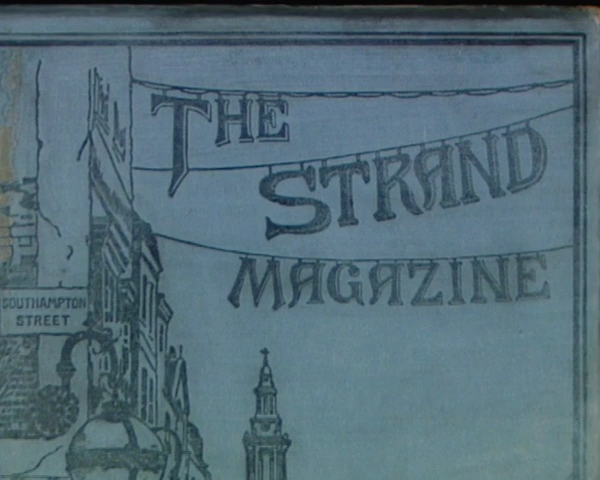 THE
STRAND
MAGAZINE
SOUTHAMPTON
STREET